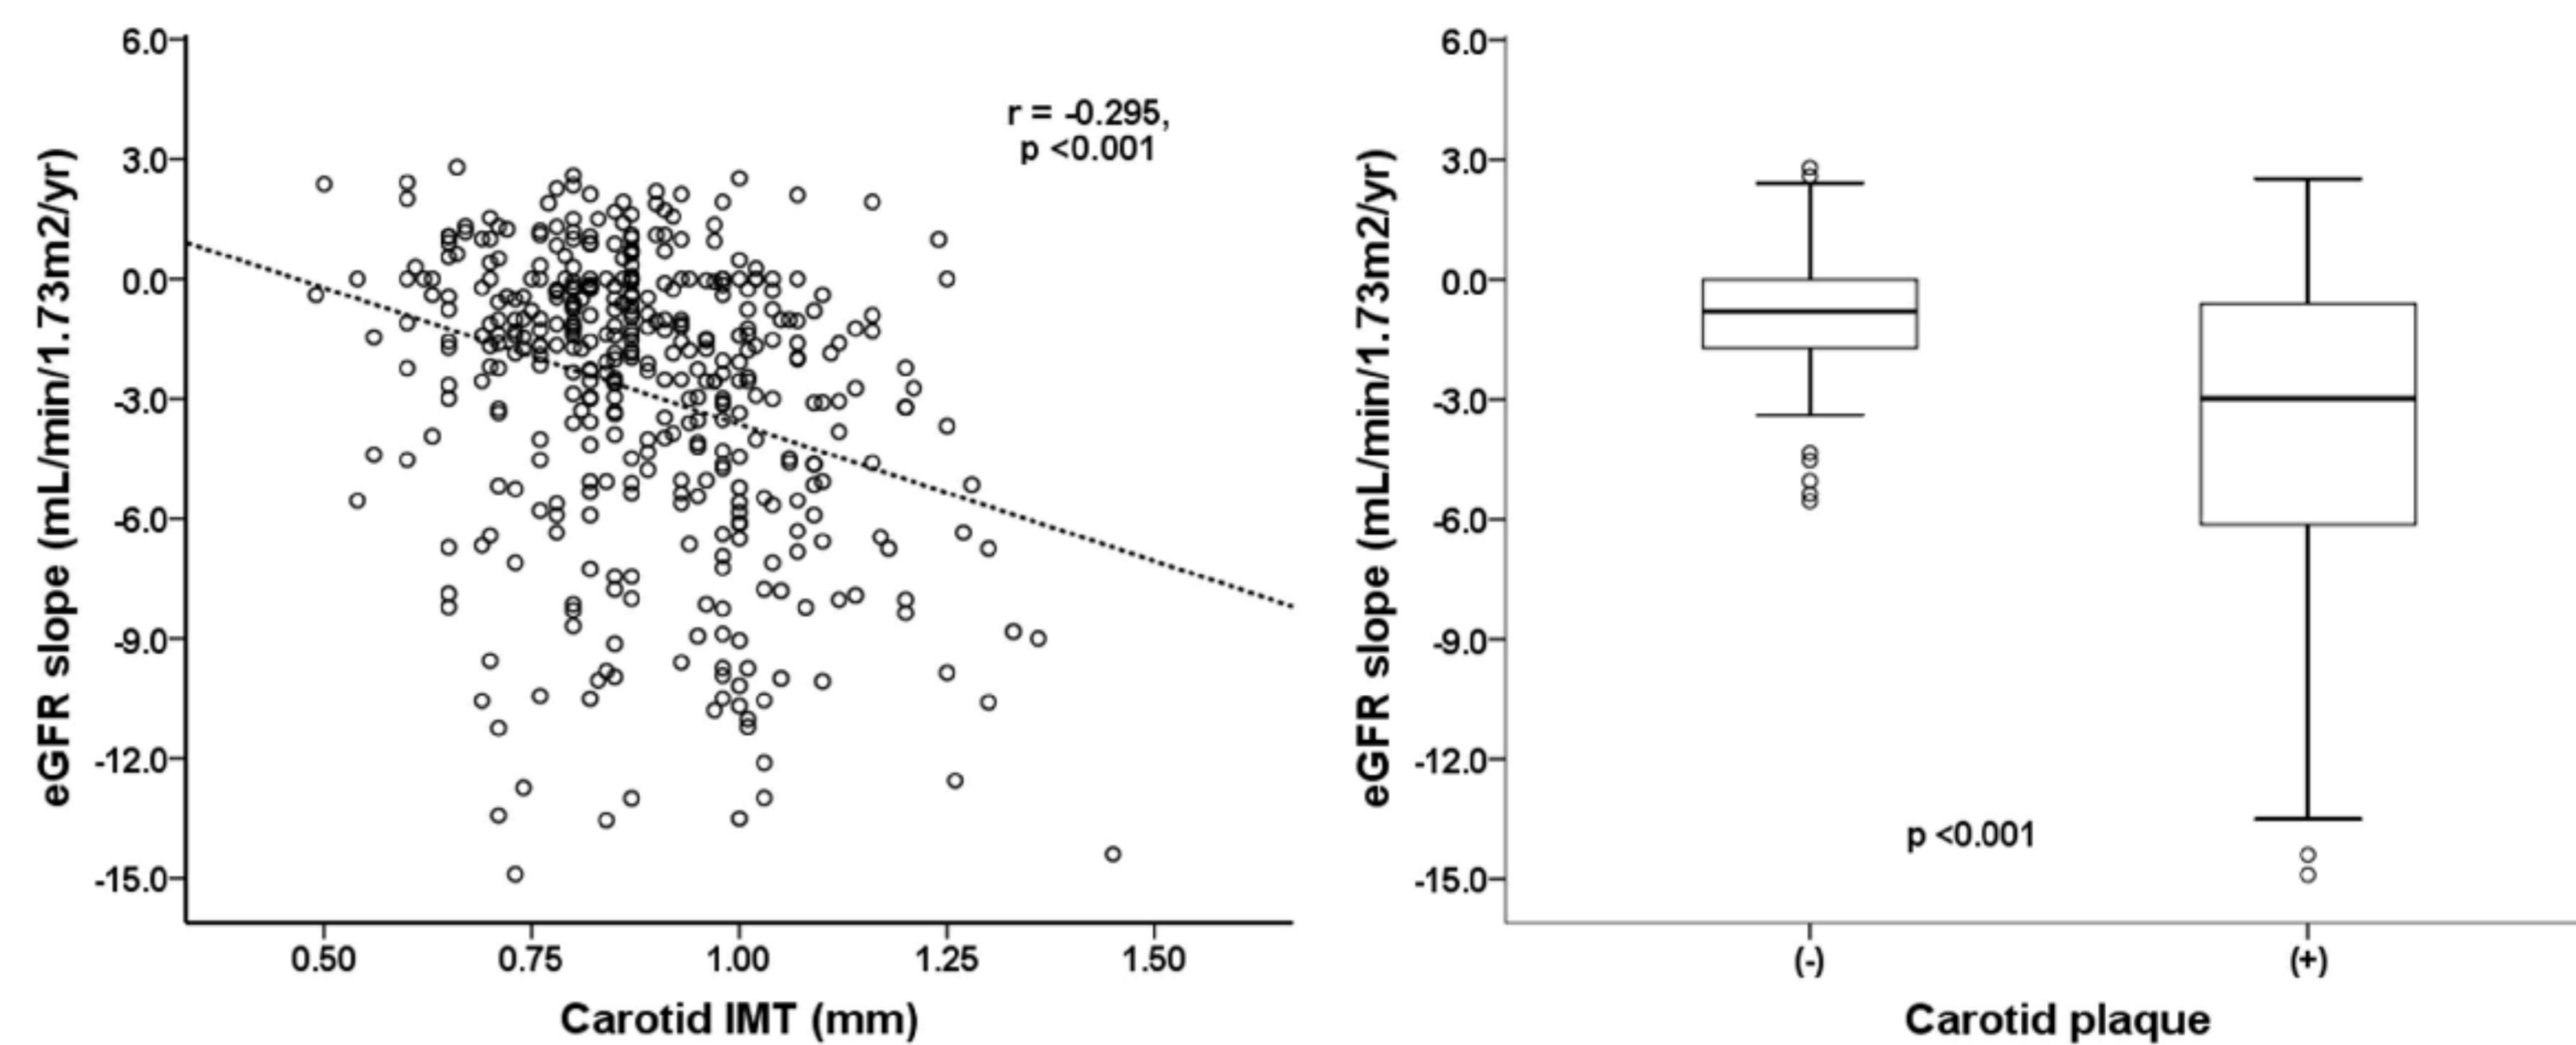 eGFR slope (mL/min/1.73m2/yr)
6.0
3.0
0.0
-3.0
-6.0
-9.0
-12.0
-15.0
r = -0.295,
p <0.001
0.50 0.75 1.00 1.25 1.50
Carotid IMT (mm)
eGFR slope (mL/min/1.73m2/yr)
6.0
3.0
0.0
-3.0
-6.0
-9.0
-12.0
-15.0
p <0.001
(-) (+)
Carotid plaque